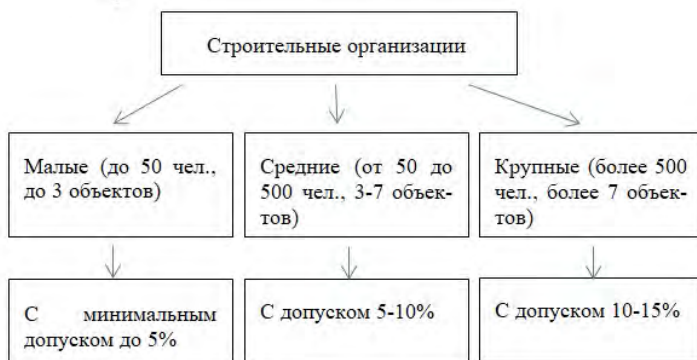 Строительные организации
Малые (до 50 чел.,
до 3 объектов)
Средние (от 50 до
500 чел., 3-7 объек-
тов)
Крупные (более 500
чел., более 7 объек-
тов)
С минимальным
допуском до 5%
С допуском 5-10%
С допуском 10-15%